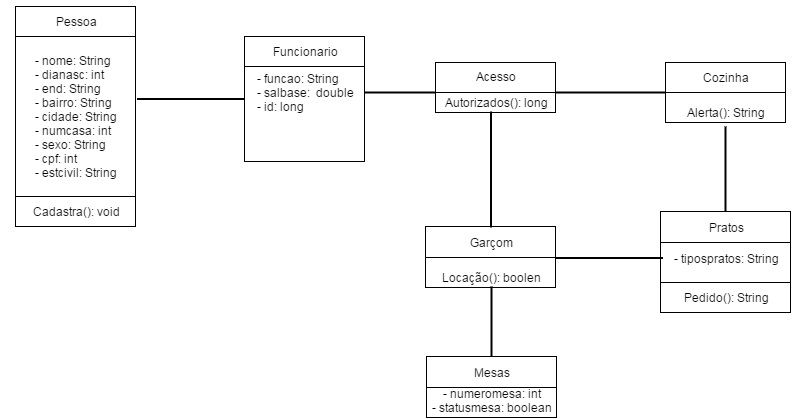 Pessoa
- nome: String
- dianasc: int
- end: String
- bairro: String
- cidade: String
- numcasa: int
- sexo: String
- cpf: int
- estcivil: String
Cadastra(): void
Funcionario
- funcao: String
- salbase: double
- id: long
Acesso
Autorizados(): long
Cozinha
Alerta(): String
Garçom
Locação(): boolen
Pratos
- tipospratos: String
Pedido(): String
Mesas
- numeromesa: int
- statusmesa: boolean